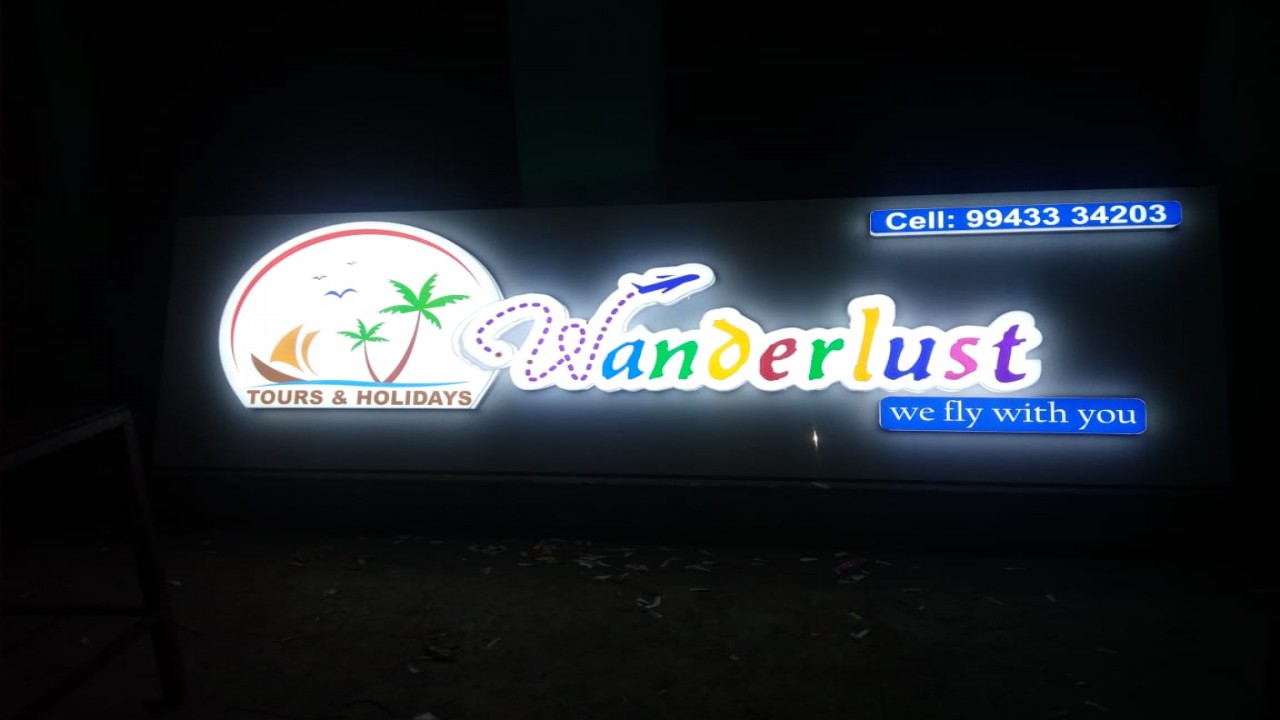 Cell: 99433 34203
Wanderlust
TOURS & HOLIDAYS
we fly with you